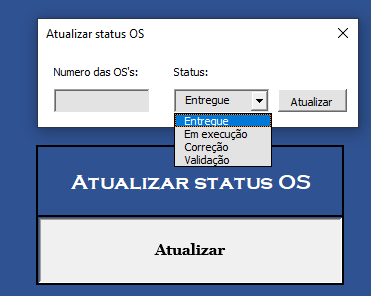 Atualizar status OS
Numero das OS's: Status:
Entregue Atualizar
Entregue
Em execução
Correção
Validação
Atualizar status OS
Atualizar